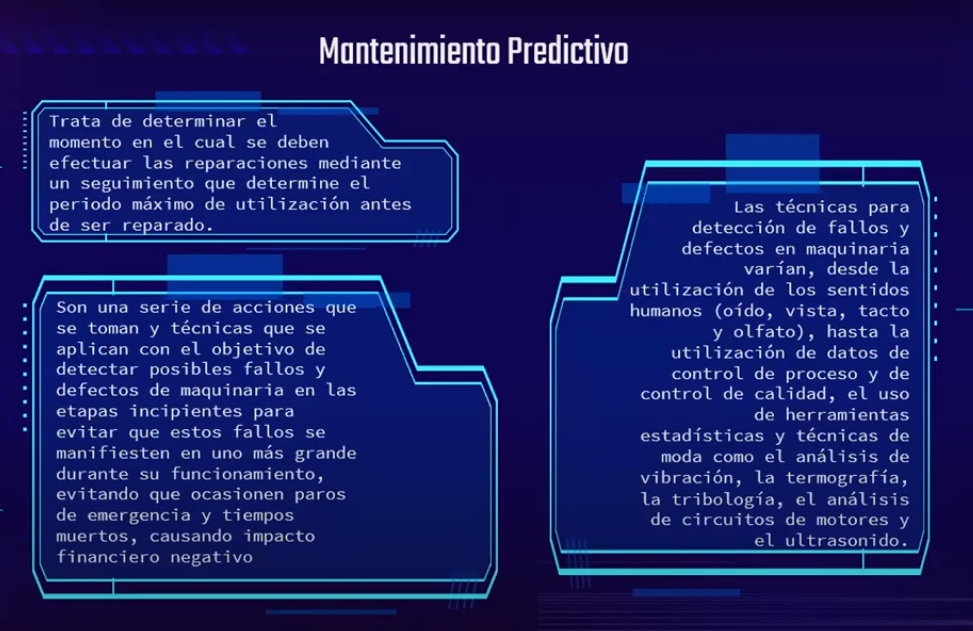 Mantenimiento Predictivo
Trata de determinar el
momento en el cual se deben
efectuar las reparaciones mediante
un seguimiento que determine el
periodo máximo de utilización antes
de ser reparado.
Son una serie de acciones que
se toman y técnicas que se
aplican con el objetivo de
detectar posibles fallos y
defectos de maquinaria en las
etapas incipientes para
evitar que estos fallos se
manifiesten en uno más grande
durante su funcionamiento,
evitando que ocasionen paros
de emergencia y tiempos
muertos, causando impacto
financiero negativo
Las técnicas para
detección de fallos y
defectos en maquinaria
varían, desde la
utilización de los sentidos
humanos (oído, vista, tacto
y olfato), hasta la
utilización de datos de
control de proceso y de
control de calidad, el uso
de herramientas
estadísticas y técnicas de
moda como el análisis de
vibración, la termografía,
la tribología, el análisis
de circuitos de motores y
el ultrasonido.